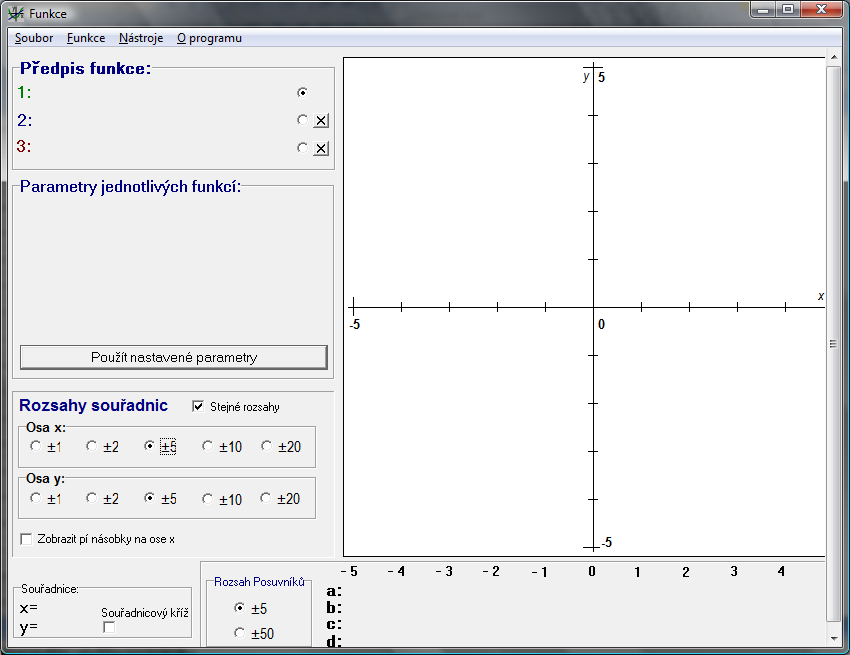 Funkce
Soubor Funkce Nástroje O programu
Předpis funkce:
1:
2:
3:
Parametry jednotlivých funkcí:
Použít nastavené parametry
Rozsahy souřadnic Stejné rozsahy
Osa x:
±1 ±2 ±5 ±10 ±20
Osa y:
±1 ±2 ±5 ±10 ±20
Zobrazit pí násobky na ose x
Souřadnice:
x=
y=
Souřadnicový kříž
Rozsah Posuvníků
±5
±50
y 5
x
-5 0
-5
-5 -4 -3 -2 -1 0 1 2 3 4
a:
b:
c:
d: